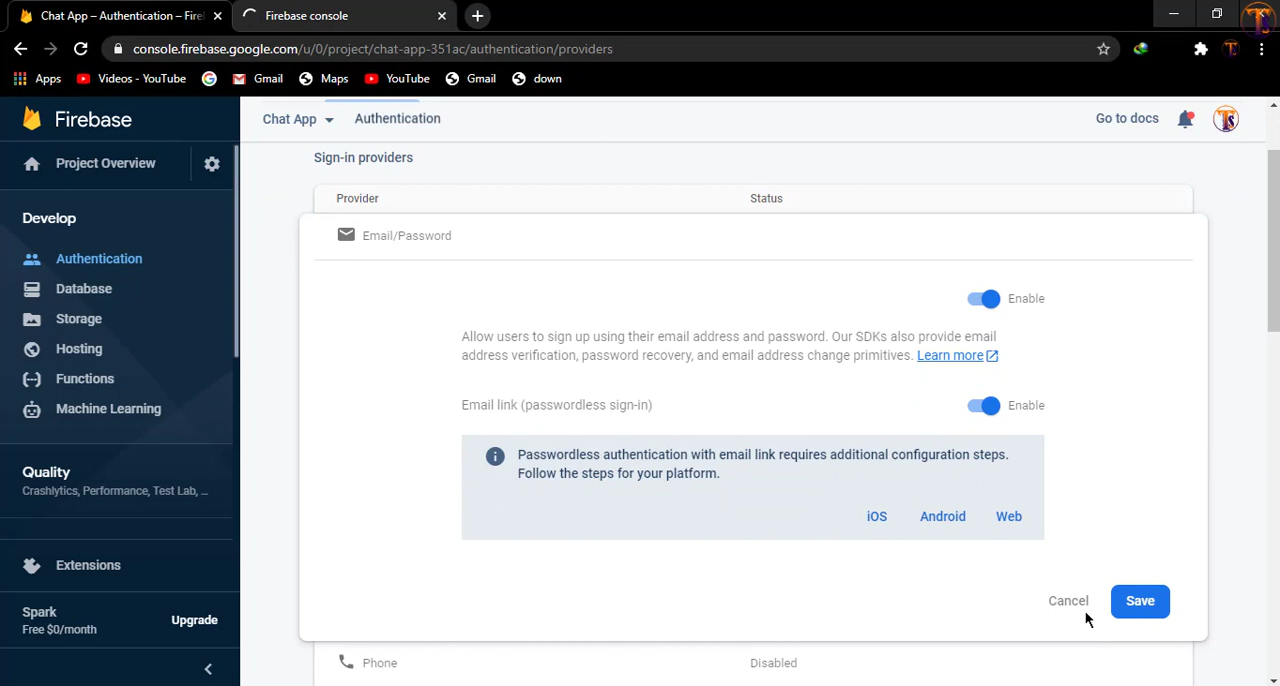 Chat App – Authentication – Fire
Firebase console
console.firebase.google.com/u/0/project/chat-app-351ac/authentication/providers
Apps
Videos - YouTube
Gmail
Maps
YouTube
Gmail
down
Firebase
Chat App
Authentication
Go to docs
Project Overview
Sign-in providers
Provider
Status
Develop
Email/Password
Authentication
Database
Storage
Hosting
Functions
Machine Learning
Enable
Allow users to sign up using their email address and password. Our SDKs also provide email
address verification, password recovery, and email address change primitives. Learn more
Email link (passwordless sign-in)
Enable
Passwordless authentication with email link requires additional configuration steps.
Follow the steps for your platform.
iOS
Android
Web
Quality
Crashlytics, Performance, Test Lab, ...
Extensions
Cancel
Save
Spark
Free $0/month
Upgrade
Phone
Disabled